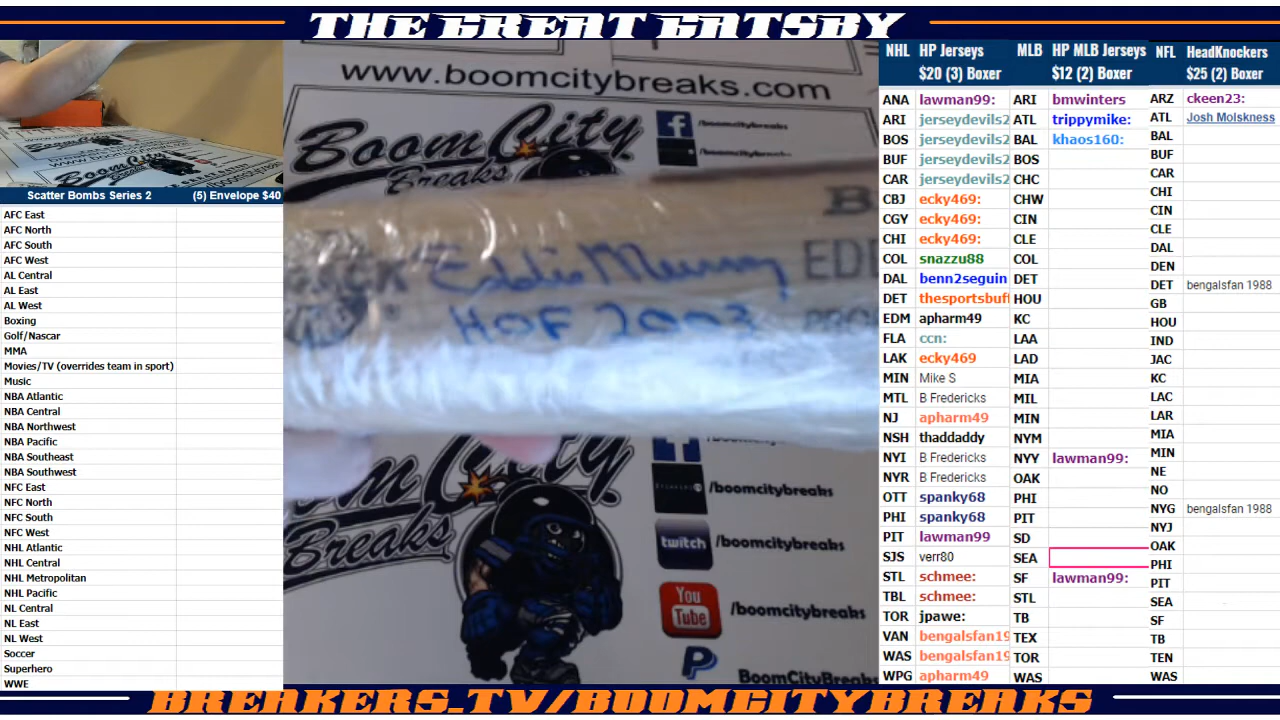 THE GREAT GATSBY
Scatter Bombs Series 2 (5) Envelope $40
AFC East
AFC North
AFC South
AFC West
AL Central
AL East
AL West
Boxing
Golf/Nascar
MMA
Movies/TV (overrides team in sport)
Music
NBA Atlantic
NBA Central
NBA Northwest
NBA Pacific
NBA Southeast
NBA Southwest
NFC East
NFC North
NFC South
NFC West
NHL Atlantic
NHL Central
NHL Metropolitan
NHL Pacific
NL Central
NL East
NL West
Soccer
Superhero
WWE
www.boomcitybreaks.com
BoomCity
Breaks
/boomcitybreaks
Eddie Murray
HOF 2003
Breaks
/boomcitybreaks
twitch /boomcitybreaks
You
Tube /boomcitybreaks
BoomCityBreaks
NHL HP Jerseys
$20 (3) Boxer
ANA lawman99:
ARI jerseydevils2
BOS jerseydevils2
BUF jerseydevils2
CAR jerseydevils2
CBJ ecky469:
CGY ecky469:
CHI ecky469:
COL snazzu88
DAL benn2seguin
DET thesportsbuf
EDM apharm49
FLA ccn:
LAK ecky469
MIN Mike S
MTL B Fredericks
NJ apharm49
NSH thaddaddy
NYI B Fredericks
NYR B Fredericks
OTT spanky68
PHI spanky68
PIT lawman99
SJS verr80
STL schmee:
TBL schmee:
TOR jpawe:
VAN bengalsfan19
WAS bengalsfan19
WPG apharm49
MLB HP MLB Jerseys
$12 (2) Boxer
ARI bmwinters
ATL trippymike:
BAL khaos160:
BOS
CHC
CHW
CIN
CLE
COL
DET
HOU
KC
LAA
LAD
MIA
MIL
MIN
NYM
NYY lawman99:
OAK
PHI
PIT
SD
SEA
SF lawman99:
STL
TB
TEX
TOR
WAS
NFL HeadKnockers
$25 (2) Boxer
ARZ ckeen23:
ATL Josh Molskness
BAL
BUF
CAR
CHI
CIN
CLE
DAL
DEN
DET bengalsfan 1988
GB
HOU
IND
JAC
KC
LAC
LAR
MIA
MIN
NE
NO
NYG bengalsfan 1988
NYJ
OAK
PHI
PIT
SEA
SF
TB
TEN
WAS
BREAKERS.TV/BOOMCITYBREAKS